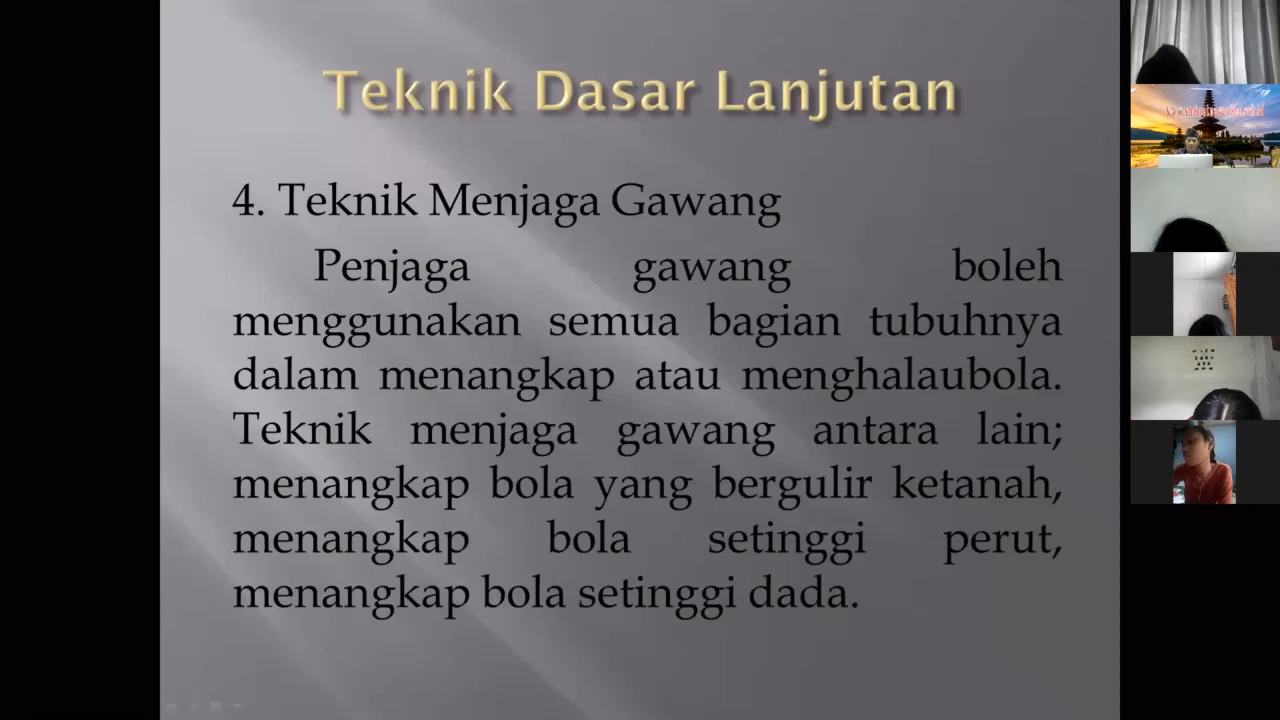 Teknik Dasar Lanjutan
4. Teknik Menjaga Gawang
Penjaga gawang boleh
menggunakan semua bagian tubuhnya
dalam menangkap atau menghalaubola.
Teknik menjaga gawang antara lain;
menangkap bola yang bergulir ketanah,
menangkap bola setinggi perut,
menangkap bola setinggi dada.